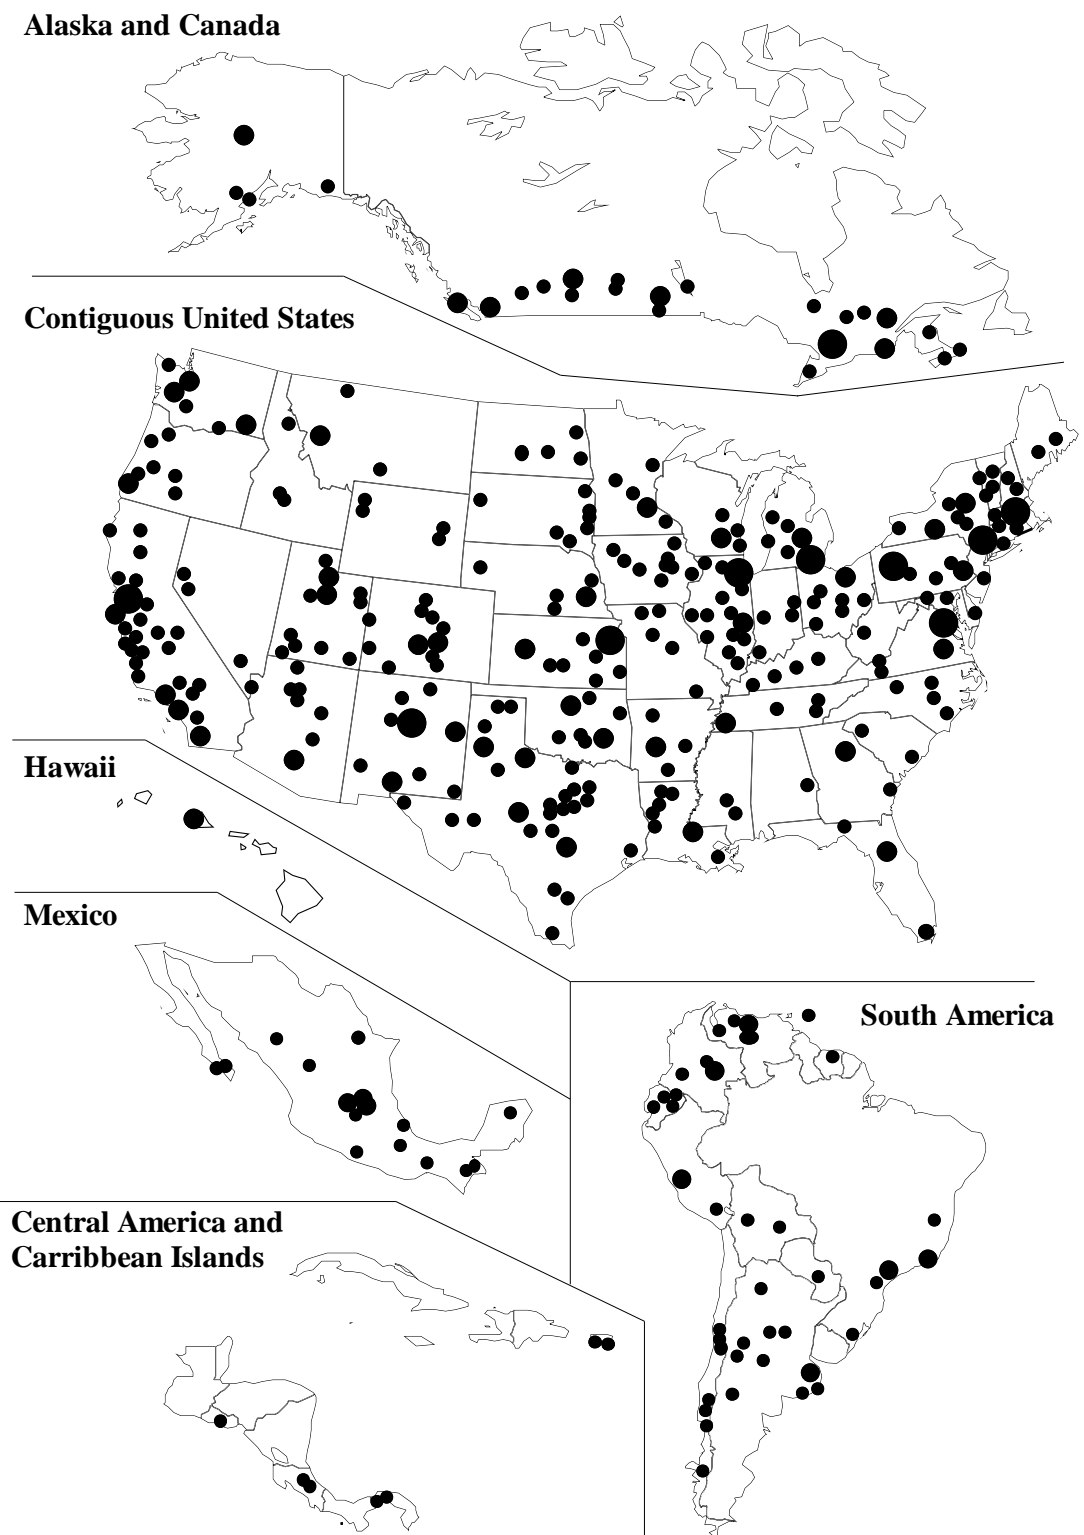 Alaska and Canada
Contiguous United States
Hawaii
Mexico
South America
Central America and
Carribbean Islands